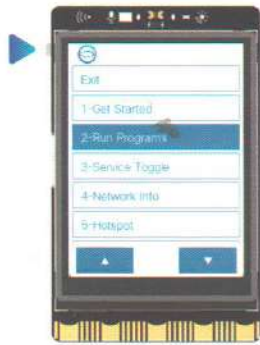 Exit
1-Get Started
2-Run Programs
3-Service Toggle
4-Network Info
5-Hotspot